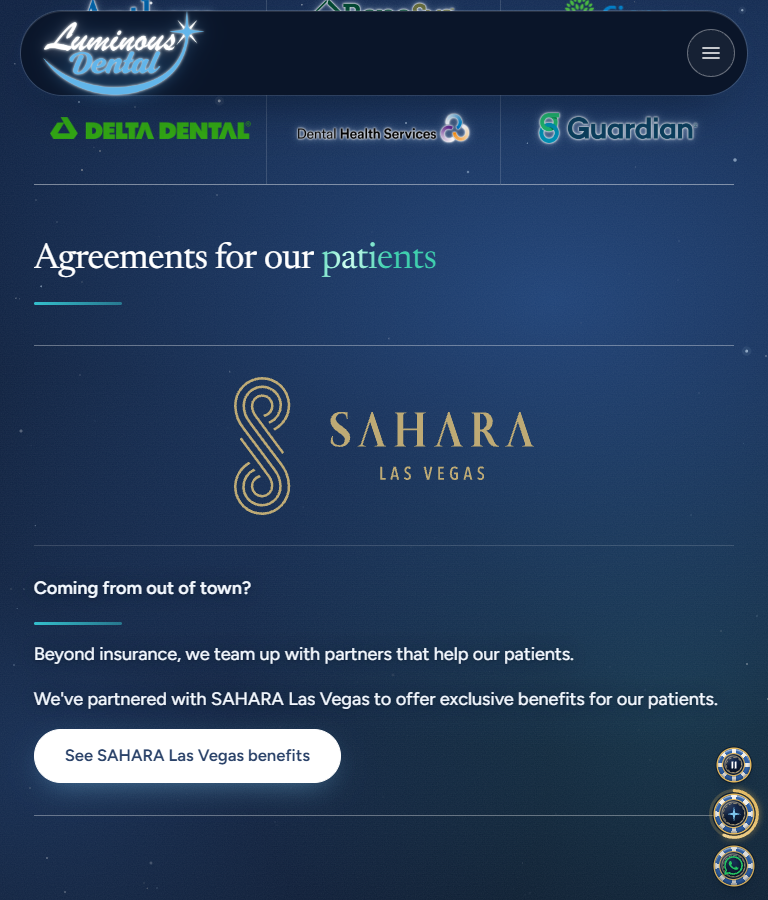 Luminous
Dental
DELTA DENTAL
Dental Health Services
Guardian
Agreements for our patients
SAHARA
LAS VEGAS
Coming from out of town?
Beyond insurance, we team up with partners that help our patients.
We've partnered with SAHARA Las Vegas to offer exclusive benefits for our patients.
See SAHARA Las Vegas benefits